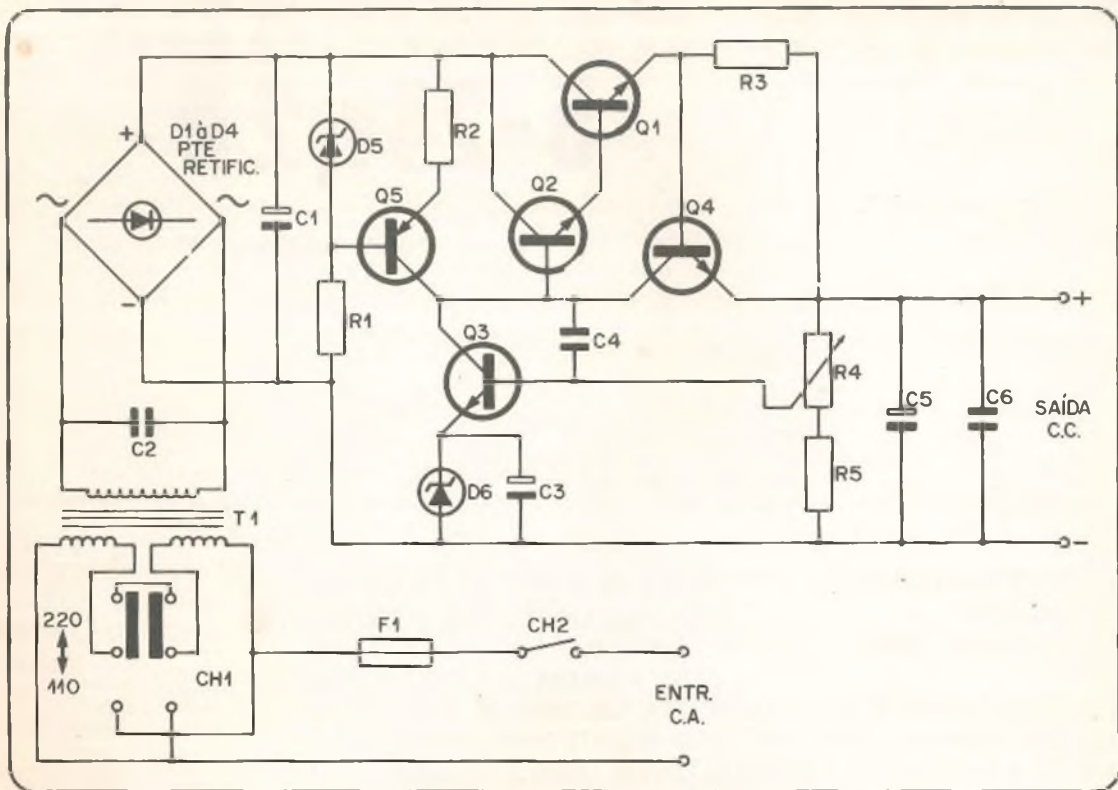 D1 à D4
PTE
RETIFIC.
+
-
C1
D5
R2
Q5
R1
Q2
Q1
R3
Q4
Q3
C4
R4
R5
C5
C6
SAÍDA
C.C.
+
-
D6
C3
C2
T1
220
110
CH1
F1
CH2
ENTR.
C.A.